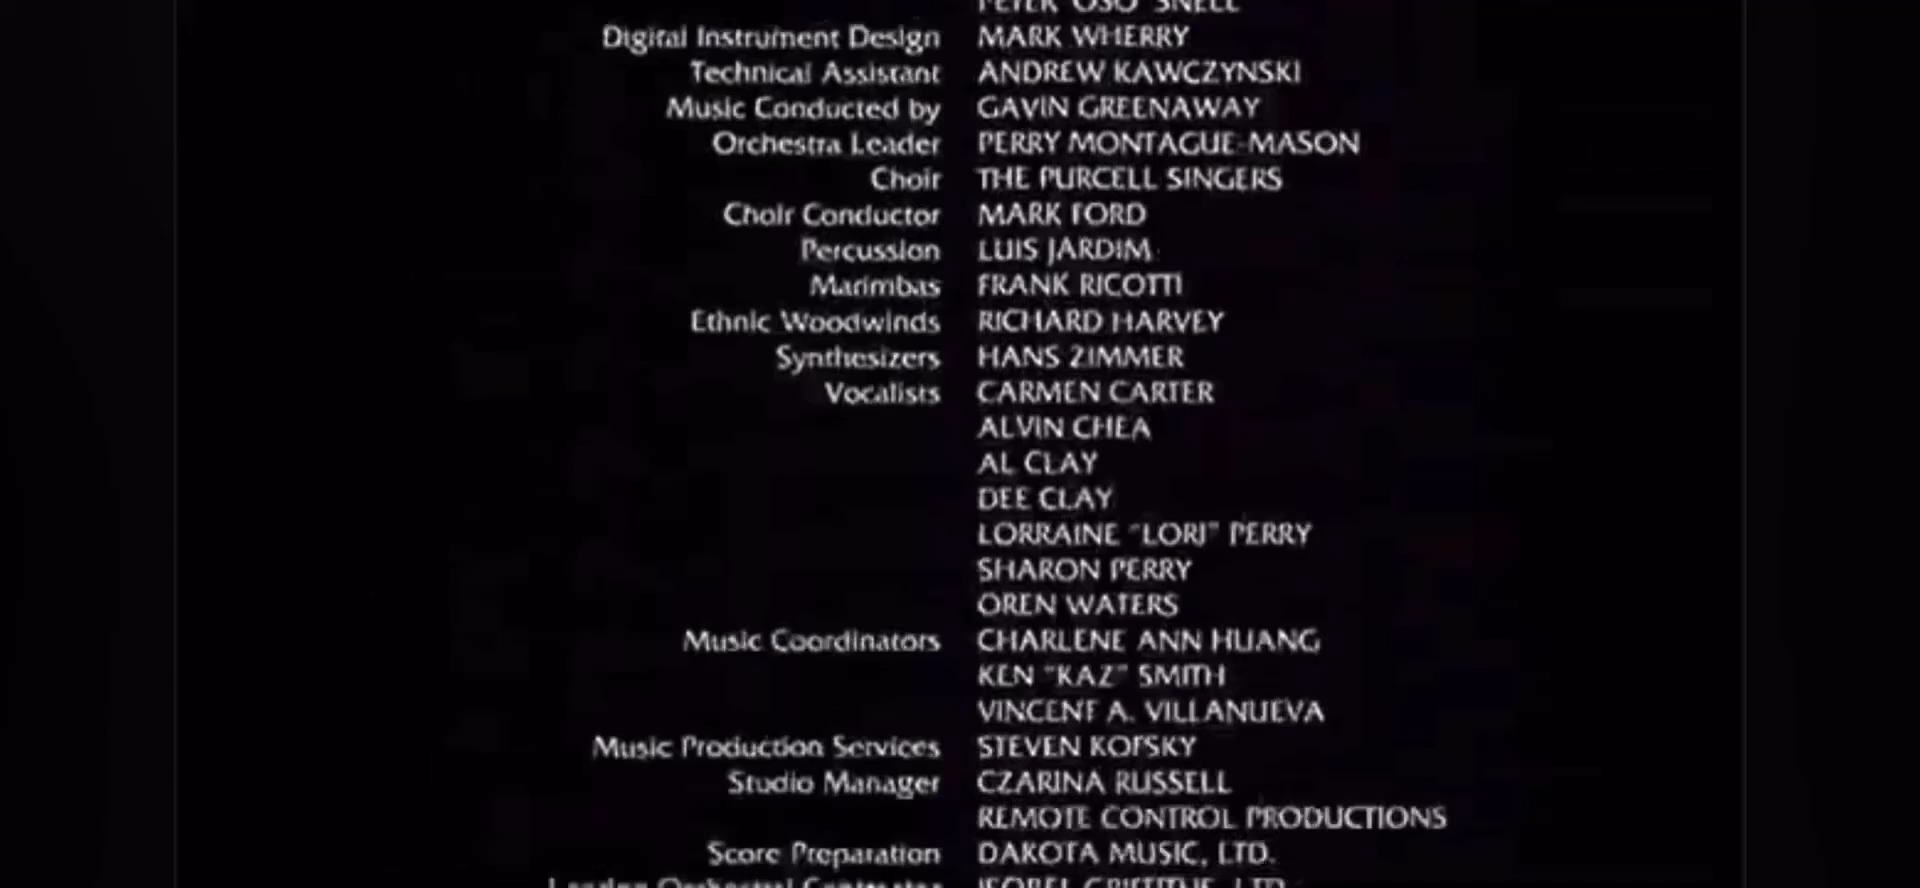 PETER "OSO" SNELL
Digital Instrument Design MARK WHERRY
Technical Assistant ANDREW KAWCZYNSKI
Music Conducted by GAVIN GREENAWAY
Orchestra Leader PERRY MONTAGUE-MASON
Choir THE PURCELL SINGERS
Choir Conductor MARK FORD
Percussion LUIS JARDIM
Marimbas FRANK RICOTTI
Ethnic Woodwinds RICHARD HARVEY
Synthesizers HANS ZIMMER
Vocalists CARMEN CARTER
ALVIN CHEA
AL CLAY
DEE CLAY
LORRAINE "LORI" PERRY
SHARON PERRY
OREN WATERS
Music Coordinators CHARLENE ANN HUANG
KEN "KAZ" SMITH
VINCENT A. VILLANUEVA
Music Production Services STEVEN KOFSKY
Studio Manager CZARINA RUSSELL
REMOTE CONTROL PRODUCTIONS
Score Preparation DAKOTA MUSIC, LTD.